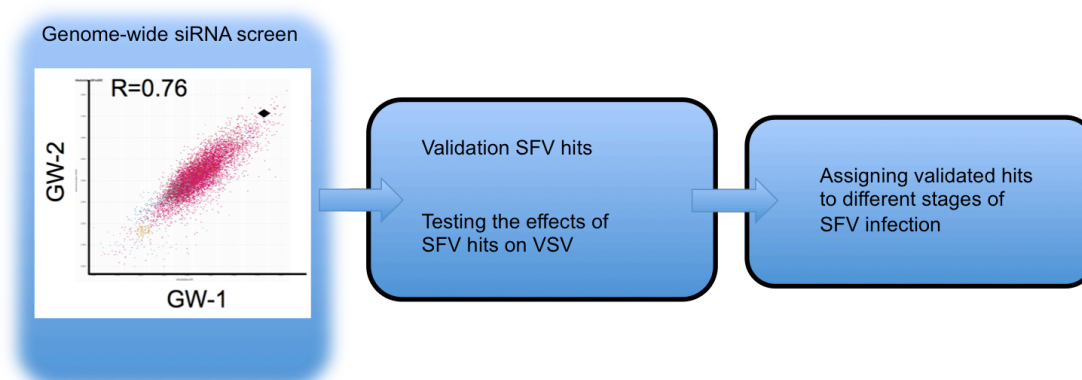 Genome-wide siRNA screen
R=0.76
GW-2
GW-1
Validation SFV hits
Testing the effects of
SFV hits on VSV
Assigning validated hits
to different stages of
SFV infection